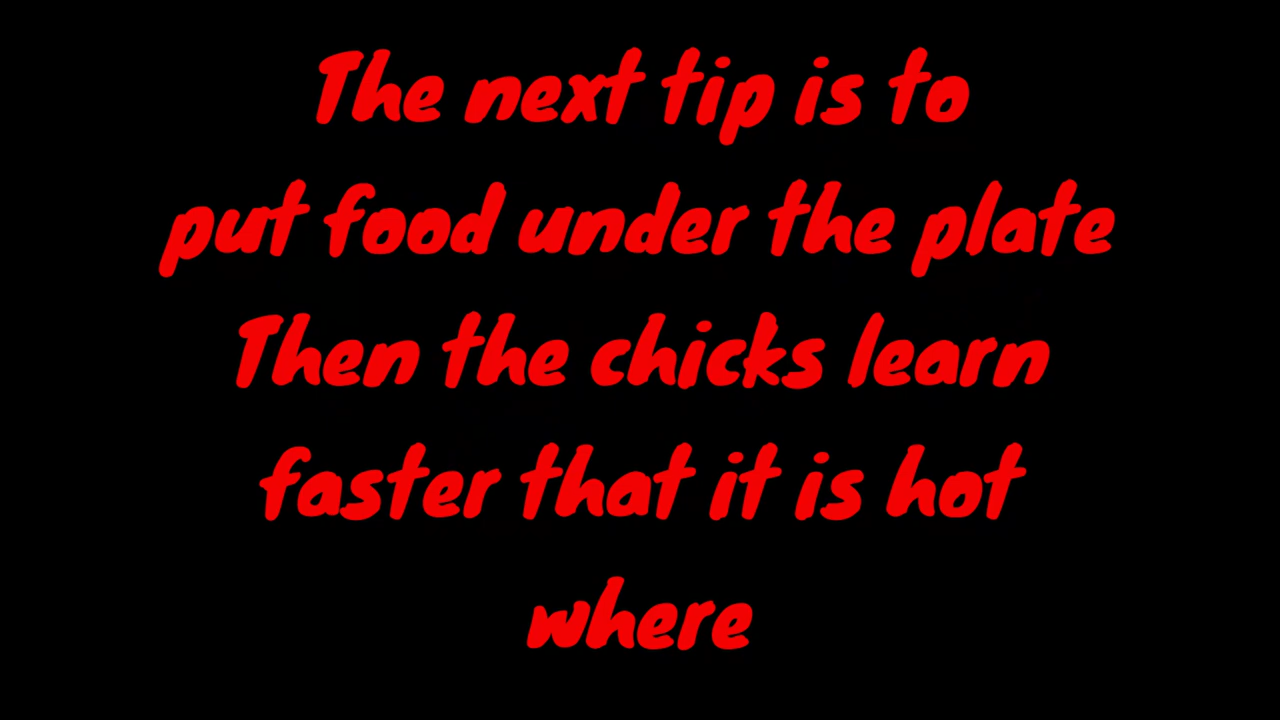 The next tip is to
put food under the plate
Then the chicks learn
faster that it is hot
where